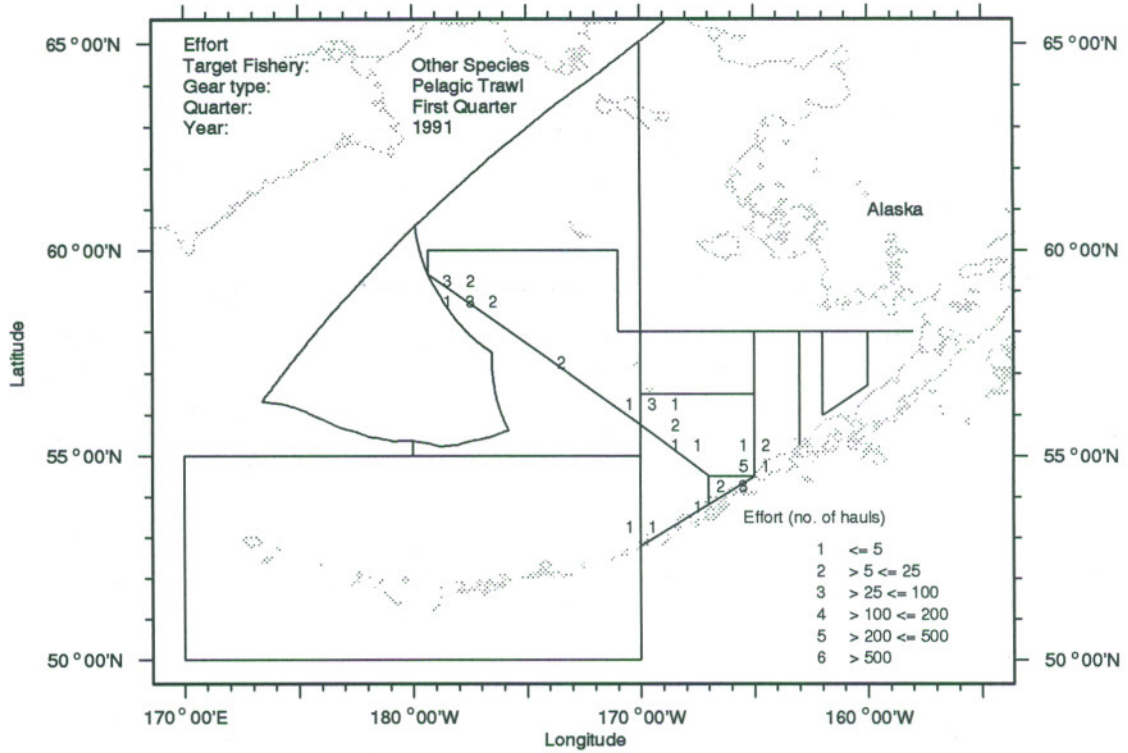 65°00'N 65°00'N
Effort
Target Fishery: Other Species
Gear type: Pelagic Trawl
Quarter: First Quarter
Year: 1991
Alaska
60°00'N 60°00'N
3 2
1 3 2
2
1 3 1
2
1 1 1 2
55°00'N 55°00'N
5 1
2 3
1
1 1
Latitude
Effort (no. of hauls)
1 <= 5
2 > 5 <= 25
3 > 25 <= 100
4 > 100 <= 200
5 > 200 <= 500
6 > 500
50°00'N 50°00'N
170°00'E 180°00'W 170°00'W 160°00'W
Longitude